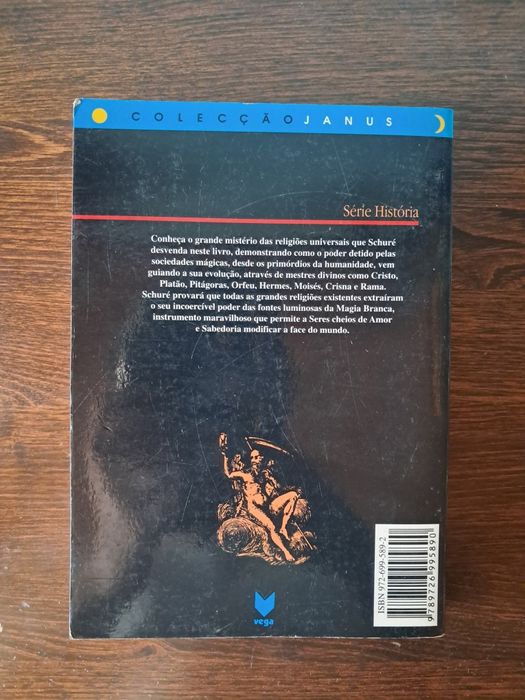 COLECÇÃO JANUS
Série História
Conheça o grande mistério das religiões universais que Schuré
desvenda neste livro, demonstrando como o poder detido pelas
sociedades mágicas, desde os primórdios da humanidade, vem
guiando a sua evolução, através de mestres divinos como Cristo,
Platão, Pitágoras, Orfeu, Hermes, Moisés, Crisna e Rama.
Schuré provará que todas as grandes religiões existentes extraíram
o seu incoercível poder das fontes luminosas da Magia Branca,
instrumento maravilhoso que permite a Seres cheios de Amor
e Sabedoria modificar a face do mundo.
vega
ISBN 972-699-589-2
9789726995890